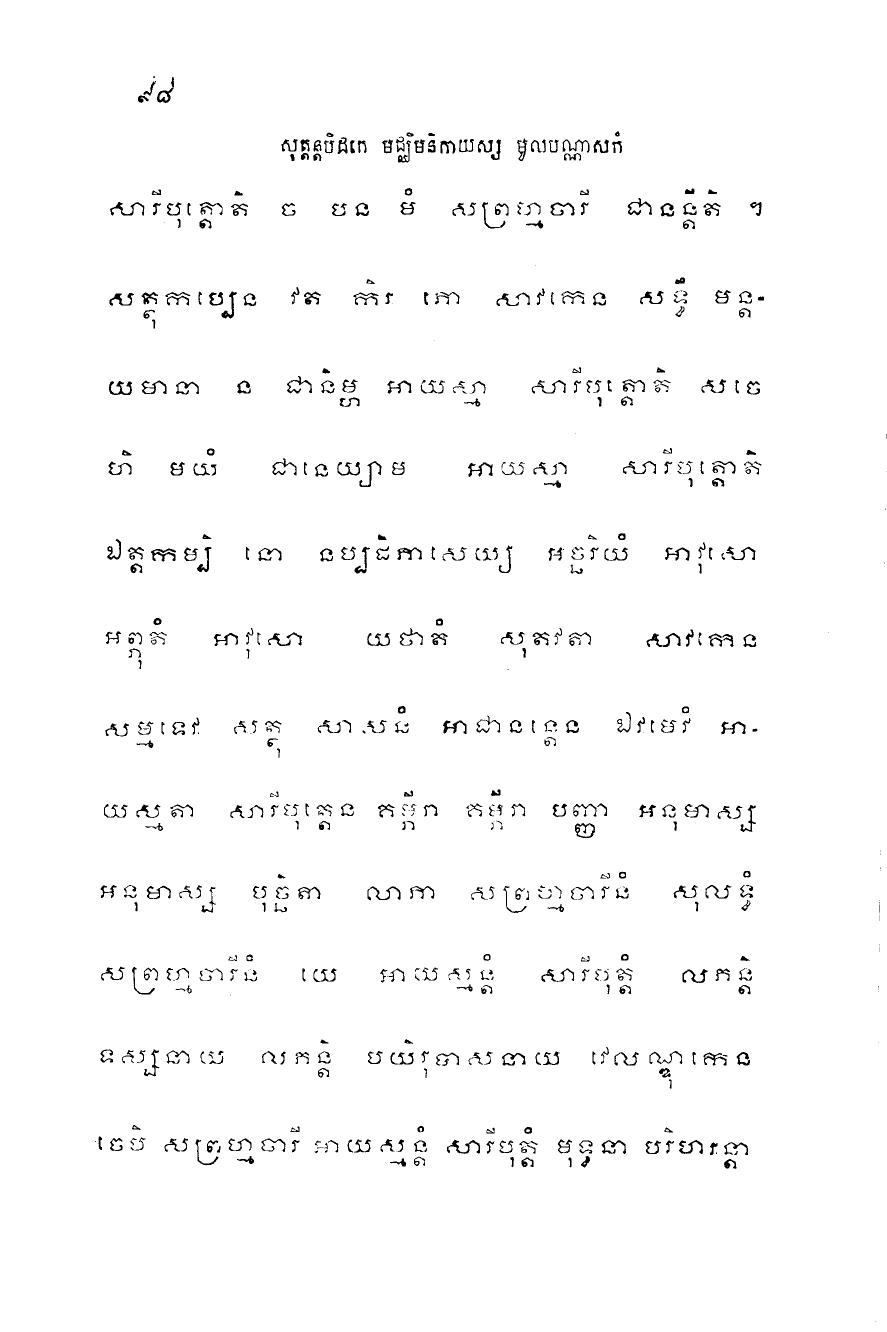 ៩៨
សុត្តន្តបិដកេ មជ្ឈិមនិកាយស្ស មូលបណ្ណាសកំ
សារីបុត្តោតិ ច បន មំ សព្រហ្មចារី ជានន្តីតិ ។
សត្ថុកប្បេន វត កិរ ភោ សាវកេន សទ្ធឹ មន្ត-
យមានា ន ជានិម្ហ អាយស្មា សារីបុត្តោតិ សចេ
ហិ មយំ ជានេយ្យាម អាយស្មា សារីបុត្តោតិ
ឯត្តកម្បិ នោ នប្បដិភាសេយ្យ អច្ឆរិយំ អាវុសោ
អព្ភុតំ អាវុសោ យថាតំ សុតវតា សាវកេន
សម្មទេវ សត្ថុ សាសនំ អាជានន្តេន ឯវមេវំ អា-
យស្មតា សារីបុត្តេន គម្ភីរា គម្ភីរា បញ្ញា អនុមាស្ស
អនុមាស្ស បុច្ឆិតា លាភា សព្រហ្មចារីនំ សុលទ្ធំ
សព្រហ្មចារីនំ យេ អាយស្មន្តំ សារីបុត្តំ លភន្តិ
ទស្សនាយ លភន្តិ បយិរុបាសនាយ វេលណ្ឌុកេន
ចេបិ សព្រហ្មចារី អាយស្មន្តំ សារីបុត្តំ មុទ្ធនា បរិហរន្តា